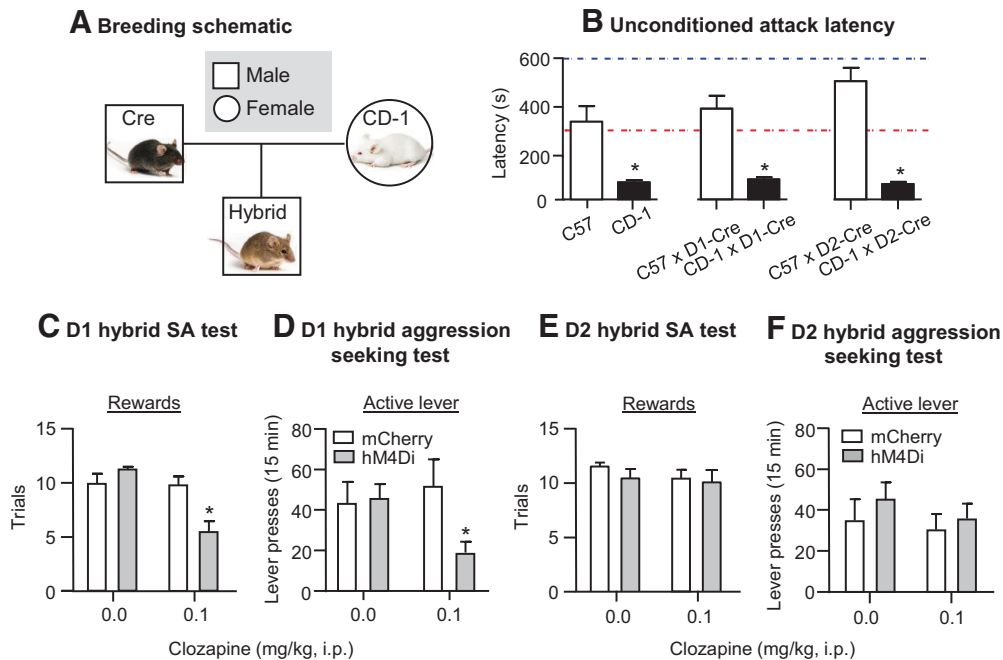 A Breeding schematic
Male
Female
Cre
CD-1
Hybrid
B Unconditioned attack latency
Latency (s)
600
400
200
0
C57
CD-1
C57 x D1-Cre
CD-1 x D1-Cre
C57 x D2-Cre
CD-1 x D2-Cre
*
*
*
C D1 hybrid SA test
Rewards
Trials
15
10
5
0
*
0.0
0.1
D D1 hybrid aggression
seeking test
Active lever
Lever presses (15 min)
80
60
40
20
0
mCherry
hM4Di
*
0.0
0.1
Clozapine (mg/kg, i.p.)
E D2 hybrid SA test
Rewards
Trials
15
10
5
0
0.0
0.1
F D2 hybrid aggression
seeking test
Active lever
Lever presses (15 min)
80
60
40
20
0
mCherry
hM4Di
0.0
0.1
Clozapine (mg/kg, i.p.)